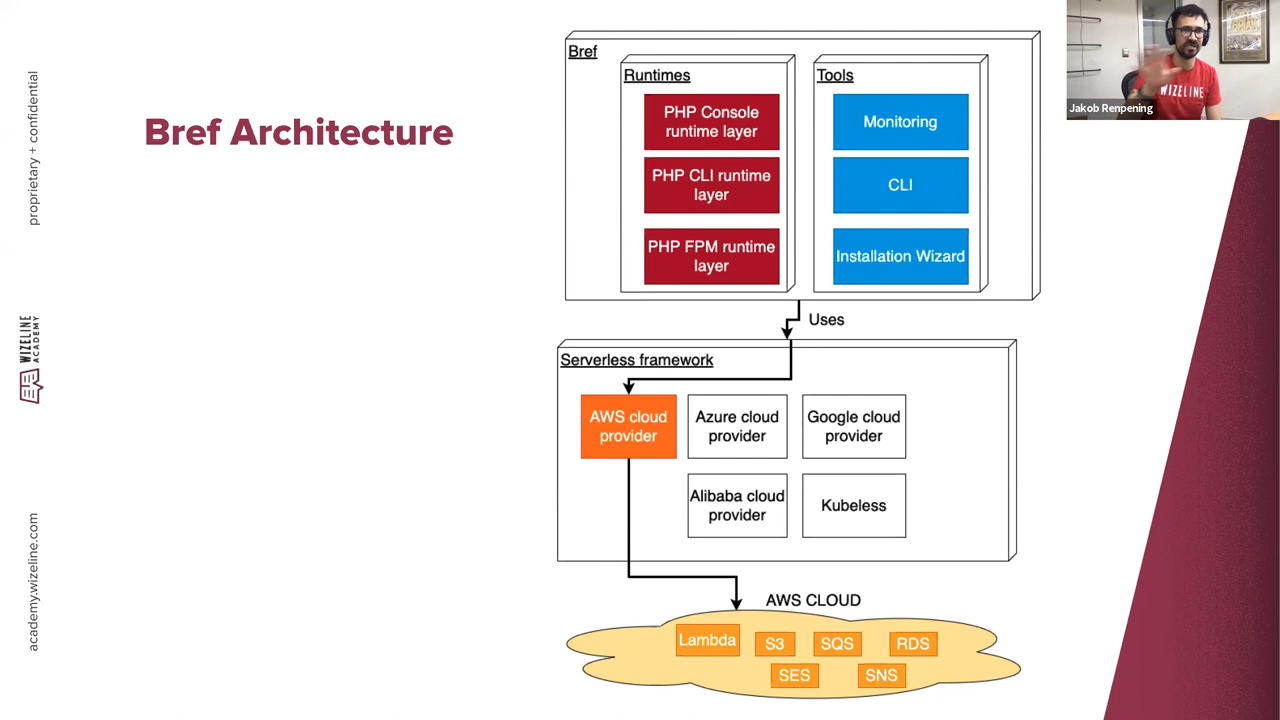 proprietary + confidential
WIZELINE
ACADEMY
academy.wizeline.com
Bref Architecture
Bref
Runtimes
PHP Console
runtime layer
PHP CLI runtime
layer
PHP FPM runtime
layer
Tools
Monitoring
CLI
Installation Wizard
Uses
Serverless framework
AWS cloud
provider
Azure cloud
provider
Google cloud
provider
Alibaba cloud
provider
Kubeless
AWS CLOUD
Lambda
S3
SQS
RDS
SES
SNS
WIZELINE
Jakob Renpening